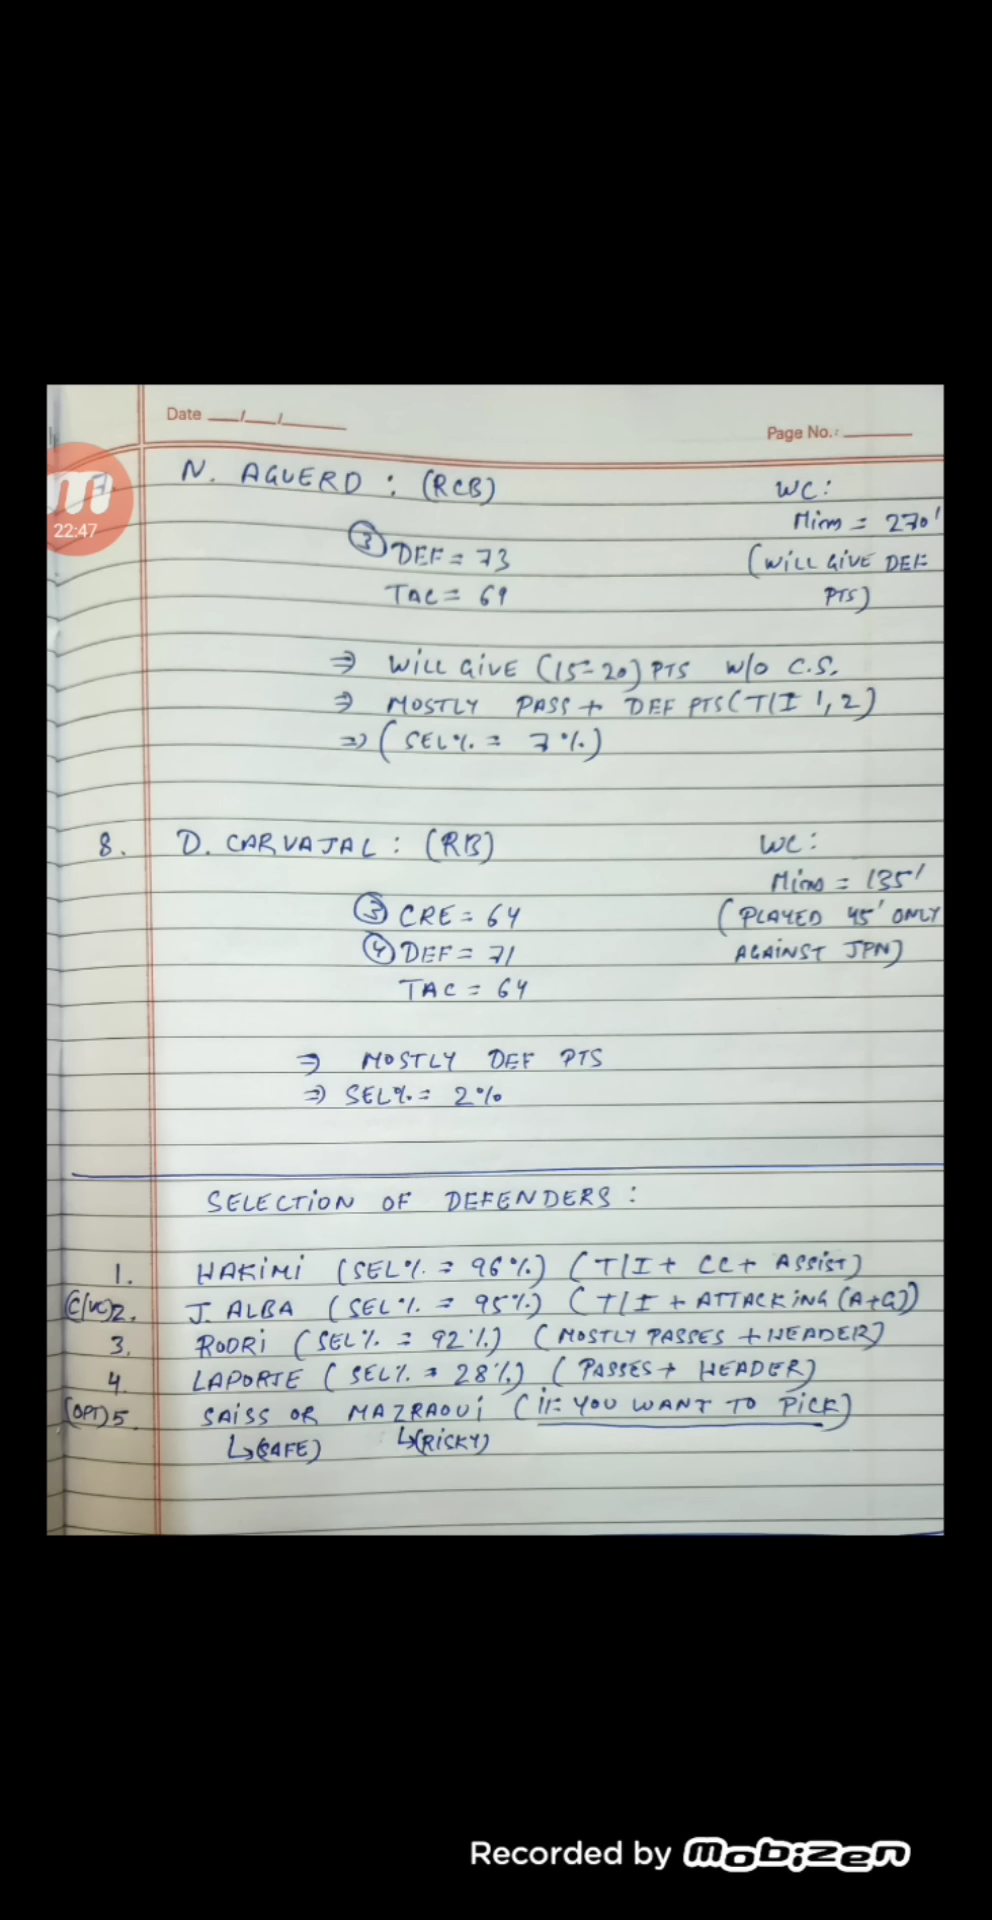 Date __/__/____
Page No.: ______
22:47
7. N. AGUERD : (RCB)
WC:
Mins = 270'
③ DEF = 73
(WILL GIVE DEF
TAC = 69
PTS)
⇒ WILL GIVE (15-20) PTS W/O C.S.
⇒ MOSTLY PASS + DEF PTS (T/I 1,2)
⇒ (SEL% = 7%)
8. D. CARVAJAL : (RB)
WC:
Mins = 135'
③ CRE = 64
(PLAYED 45' ONLY
④ DEF = 71
AGAINST JPN)
TAC = 64
⇒ MOSTLY DEF PTS
⇒ SEL% = 2%
SELECTION OF DEFENDERS :
1. HAKIMI (SEL% = 96%) (T/I + CC + ASSIST)
(C/VC) 2. J. ALBA (SEL% = 95%) (T/I + ATTACKING (A+G))
3. RODRI (SEL% = 92%) (MOSTLY PASSES + HEADER)
4. LAPORTE (SEL% = 28%) (PASSES + HEADER)
(OPT) 5. SAISS OR MAZRAOUI (IF YOU WANT TO PICK)
↳(SAFE) ↳(RISKY)
Recorded by mobizen